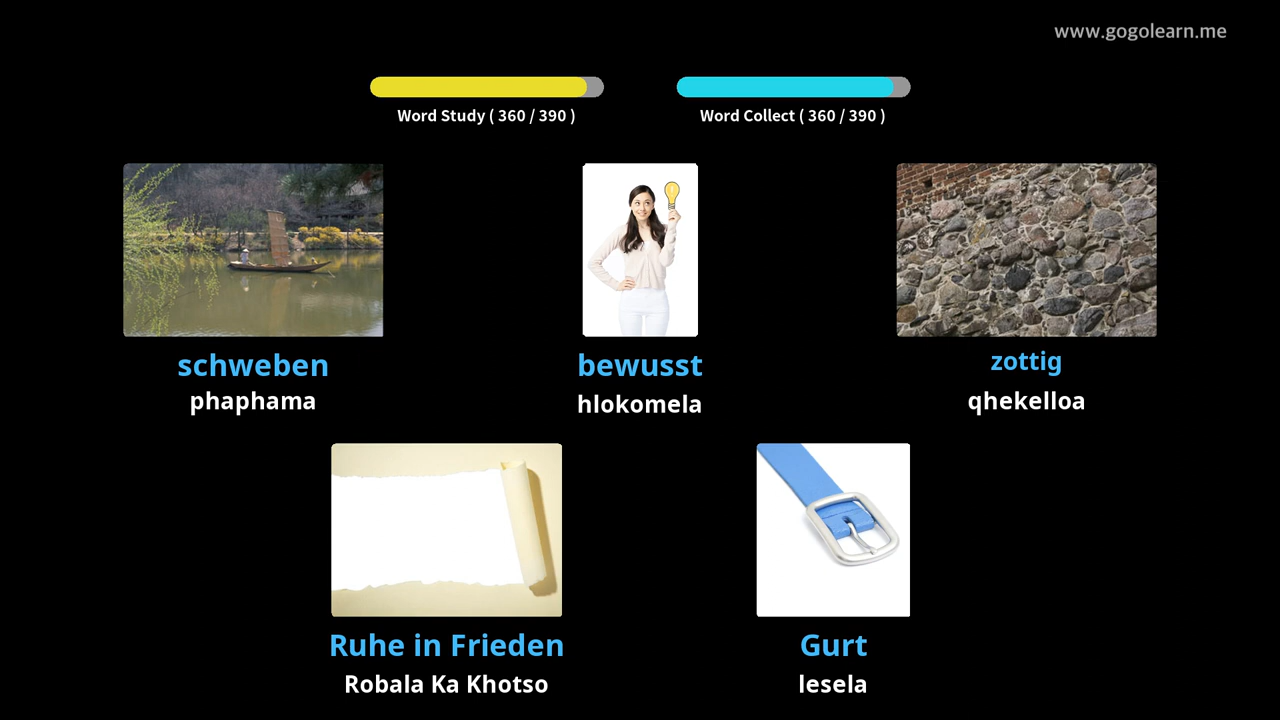 www.gogolearn.me
Word Study ( 360 / 390 )
Word Collect ( 360 / 390 )
schweben
phaphama
bewusst
hlokomela
zottig
qhekelloa
Ruhe in Frieden
Robala Ka Khotso
Gurt
lesela